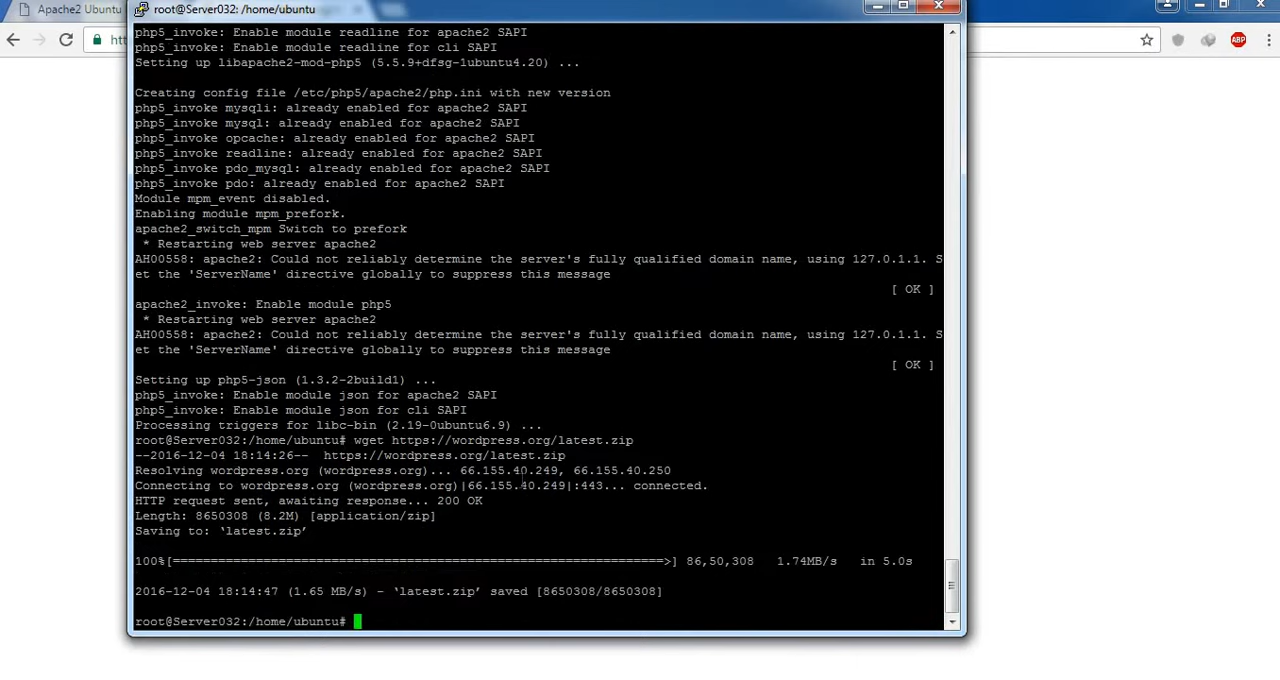 Apache2 Ubuntu
root@Server032: /home/ubuntu
htt
ABP
php5_invoke: Enable module readline for apache2 SAPI
php5_invoke: Enable module readline for cli SAPI
Setting up libapache2-mod-php5 (5.5.9+dfsg-1ubuntu4.20) ...
Creating config file /etc/php5/apache2/php.ini with new version
php5_invoke mysqli: already enabled for apache2 SAPI
php5_invoke mysql: already enabled for apache2 SAPI
php5_invoke opcache: already enabled for apache2 SAPI
php5_invoke readline: already enabled for apache2 SAPI
php5_invoke pdo_mysql: already enabled for apache2 SAPI
php5_invoke pdo: already enabled for apache2 SAPI
Module mpm_event disabled.
Enabling module mpm_prefork.
apache2_switch_mpm Switch to prefork
* Restarting web server apache2
AH00558: apache2: Could not reliably determine the server's fully qualified domain name, using 127.0.1.1. S
et the 'ServerName' directive globally to suppress this message
[ OK ]
apache2_invoke: Enable module php5
* Restarting web server apache2
AH00558: apache2: Could not reliably determine the server's fully qualified domain name, using 127.0.1.1. S
et the 'ServerName' directive globally to suppress this message
[ OK ]
Setting up php5-json (1.3.2-2build1) ...
php5_invoke: Enable module json for apache2 SAPI
php5_invoke: Enable module json for cli SAPI
Processing triggers for libc-bin (2.19-0ubuntu6.9) ...
root@Server032:/home/ubuntu# wget https://wordpress.org/latest.zip
--2016-12-04 18:14:26--  https://wordpress.org/latest.zip
Resolving wordpress.org (wordpress.org)... 66.155.40.249, 66.155.40.250
Connecting to wordpress.org (wordpress.org)|66.155.40.249|:443... connected.
HTTP request sent, awaiting response... 200 OK
Length: 8650308 (8.2M) [application/zip]
Saving to: ‘latest.zip’
100%[=================================================================>] 86,50,308   1.74MB/s   in 5.0s
2016-12-04 18:14:47 (1.65 MB/s) - ‘latest.zip’ saved [8650308/8650308]
root@Server032:/home/ubuntu#